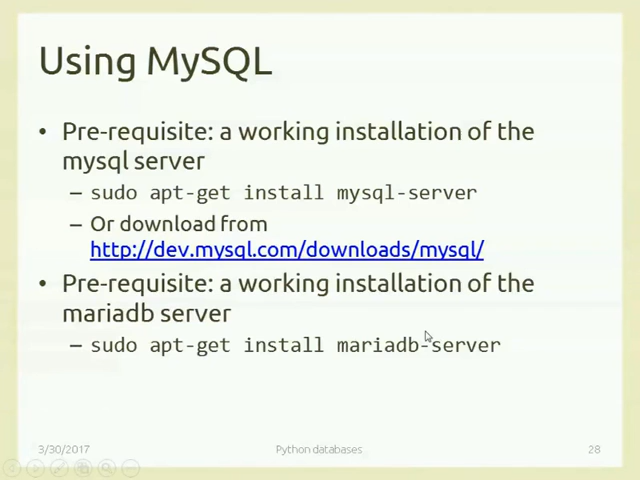 Using MySQL
• Pre-requisite: a working installation of the
mysql server
– sudo apt-get install mysql-server
– Or download from
http://dev.mysql.com/downloads/mysql/
• Pre-requisite: a working installation of the
mariadb server
– sudo apt-get install mariadb-server
3/30/2017 Python databases 28